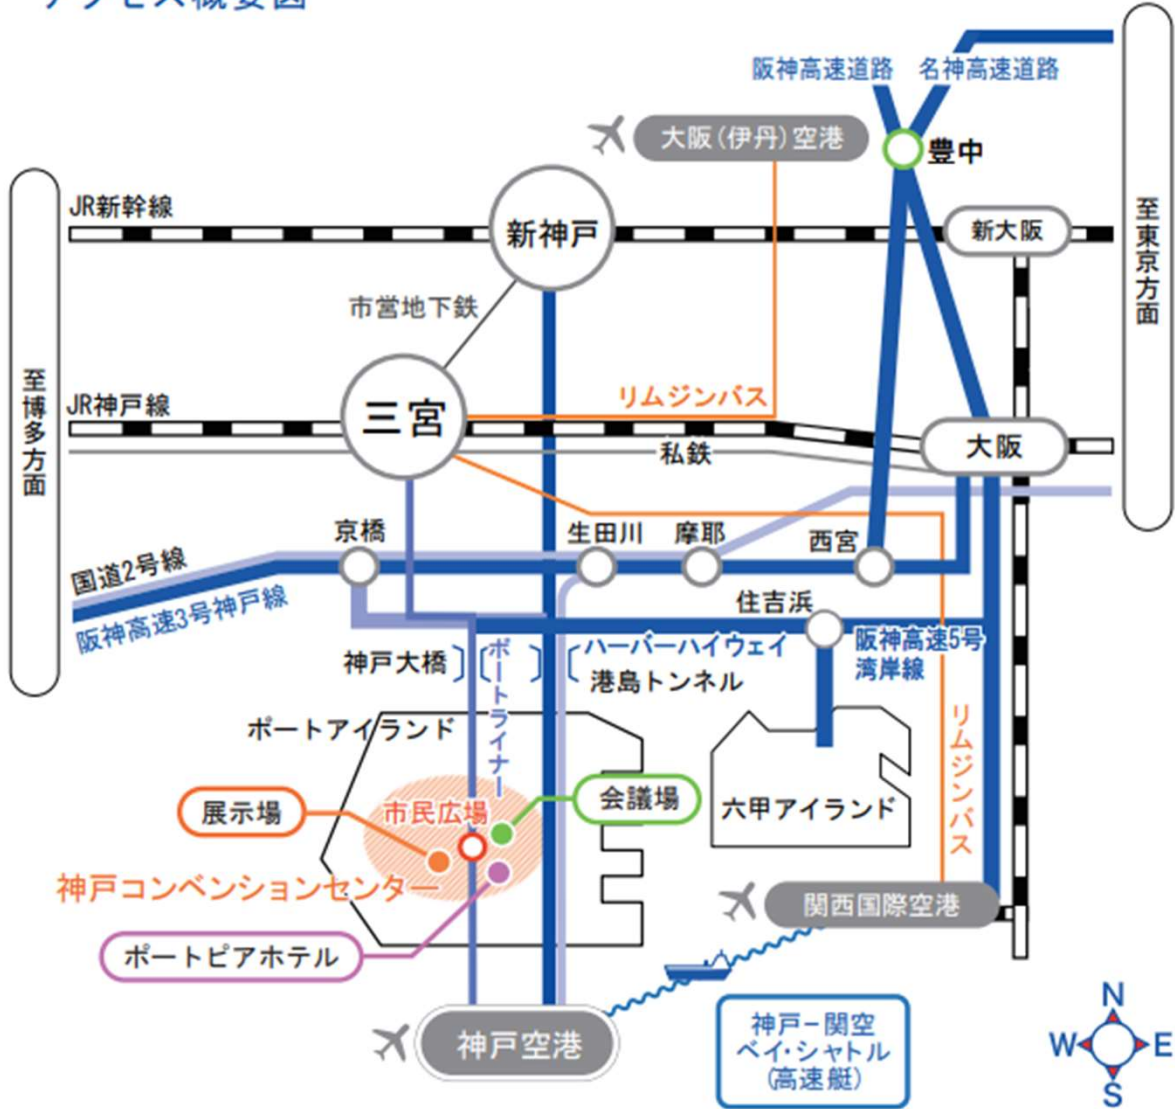 アクセス概要図
阪神高速道路
名神高速道路
大阪(伊丹)空港
豊中
JR新幹線
新神戸
新大阪
至東京方面
市営地下鉄
至博多方面
JR神戸線
三宮
リムジンバス
大阪
私鉄
京橋
生田川
摩耶
西宮
国道2号線
阪神高速3号神戸線
住吉浜
神戸大橋
ポートライナー
ハーバーハイウェイ
港島トンネル
阪神高速5号
湾岸線
リムジンバス
ポートアイランド
展示場
市民広場
会議場
六甲アイランド
神戸コンベンションセンター
関西国際空港
ポートピアホテル
神戸空港
神戸−関空
ベイ・シャトル
(高速艇)
N
W
E
S